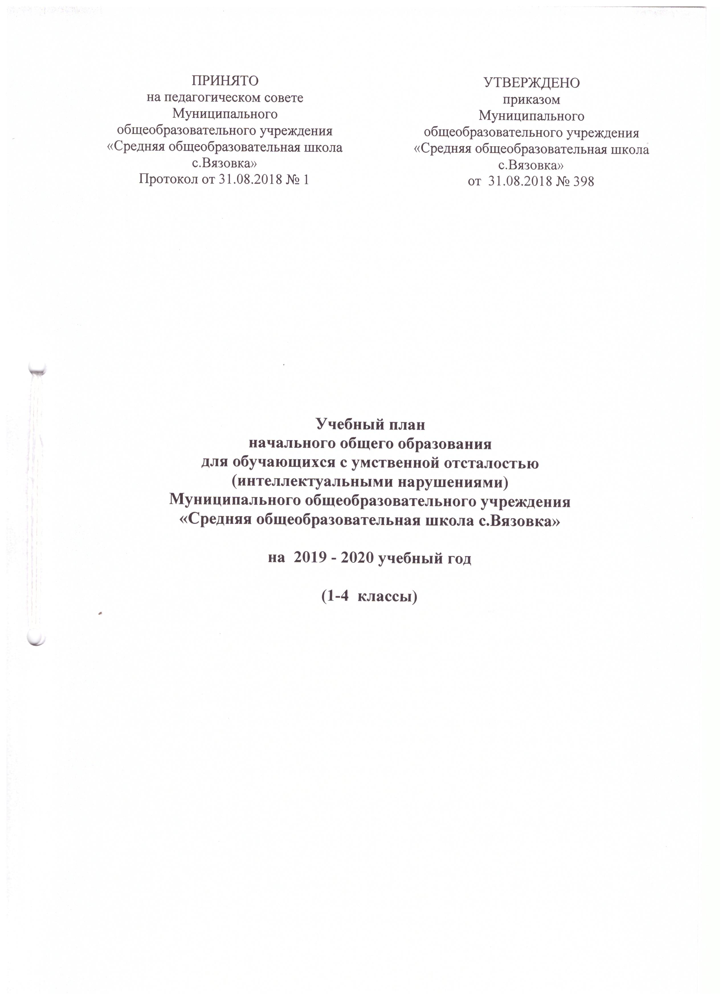 ПРИНЯТО
на педагогическом совете
Муниципального
общеобразовательного учреждения
«Средняя общеобразовательная школа
с.Вязовка»
Протокол от 31.08.2018 № 1
УТВЕРЖДЕНО
приказом
Муниципального
общеобразовательного учреждения
«Средняя общеобразовательная школа
с.Вязовка»
от  31.08.2018 № 398
Учебный план
начального общего образования
для обучающихся с умственной отсталостью
(интеллектуальными нарушениями)
Муниципального общеобразовательного учреждения
«Средняя общеобразовательная школа с.Вязовка»
на  2019 - 2020 учебный год
(1-4  классы)